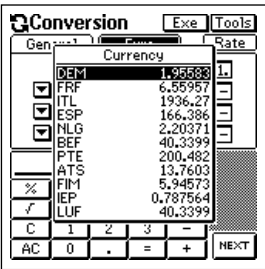 Conversion Exe Tools
Rate
Currency
DEM 1.95583
FRF 6.55957
ITL 1936.27
ESP 166.386
NLG 2.20371
BEF 40.3399
PTE 200.482
ATS 13.7603
FIM 5.94573
IEP 0.787564
LUF 40.3399
1.
%
√
C 1 2 3 −
AC 0 . = + NEXT